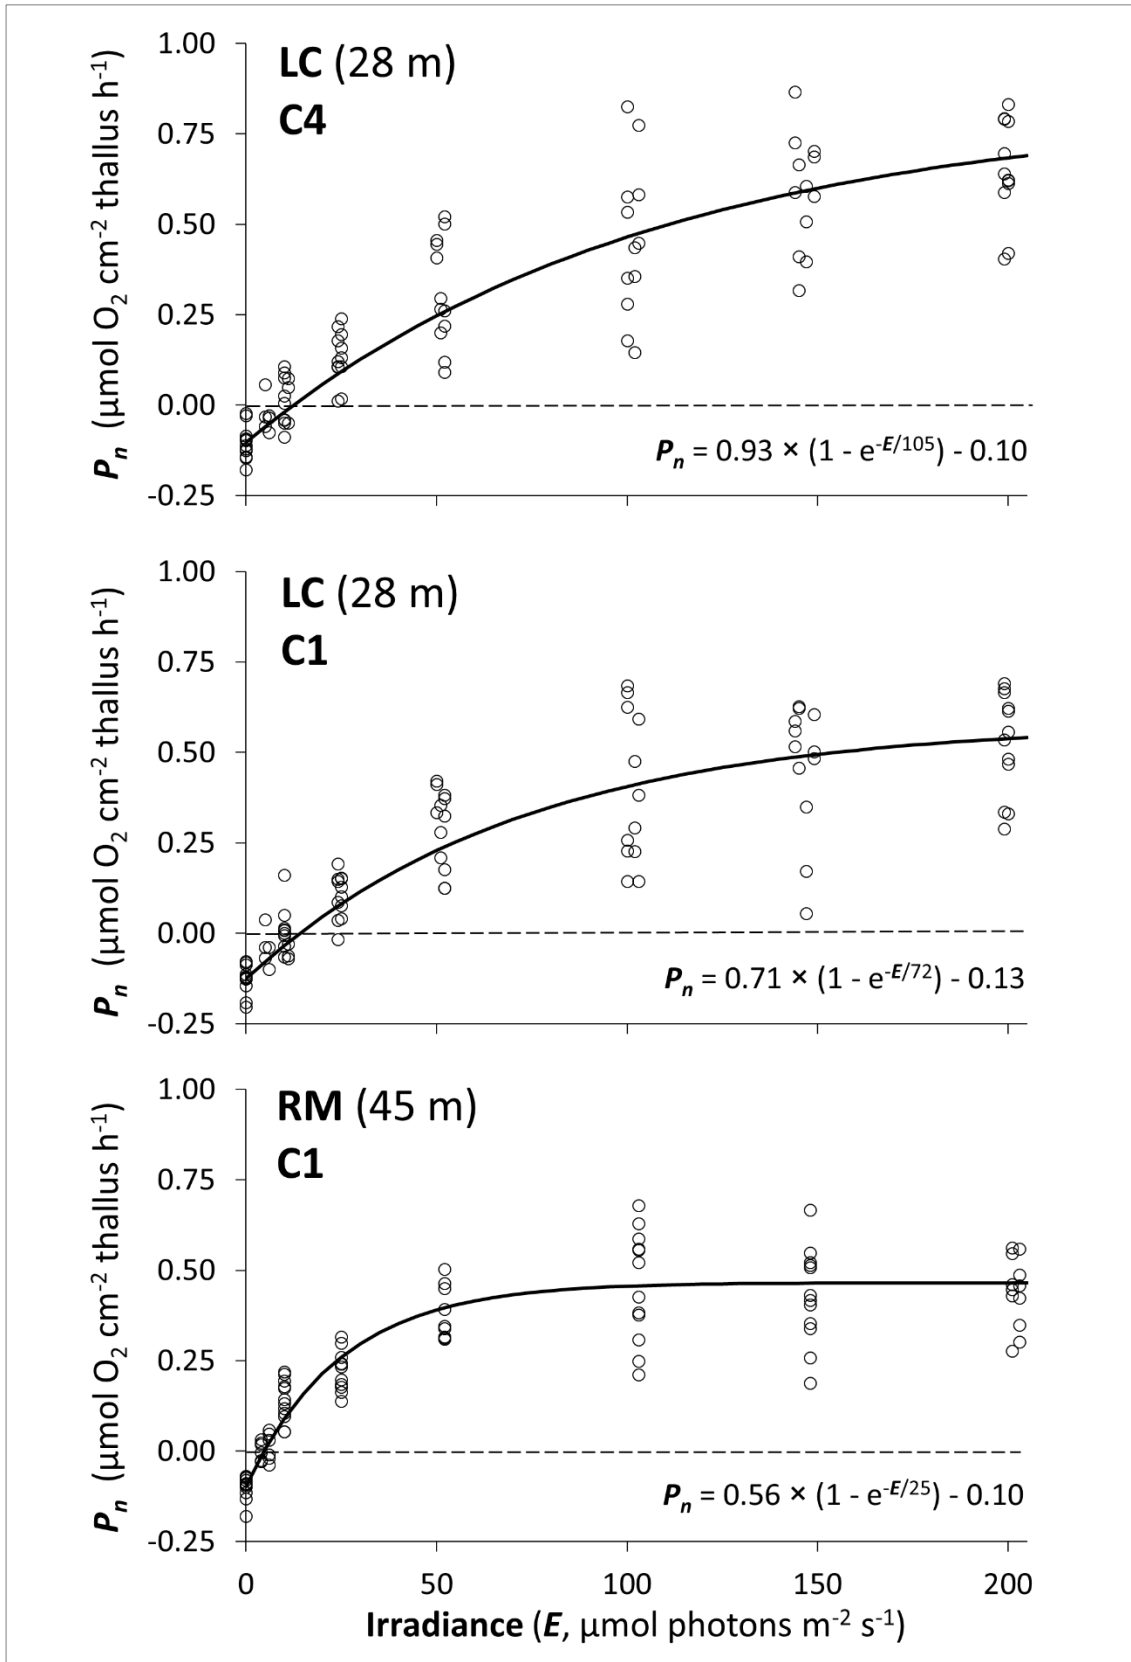 LC (28 m)
C4
1.00
0.75
0.50
0.25
0.00
-0.25
Pₙ (µmol O₂ cm⁻² thallus h⁻¹)
Pₙ = 0.93 × (1 - e⁻ᴱ/¹⁰⁵) - 0.10
LC (28 m)
C1
1.00
0.75
0.50
0.25
0.00
-0.25
Pₙ (µmol O₂ cm⁻² thallus h⁻¹)
Pₙ = 0.71 × (1 - e⁻ᴱ/⁷²) - 0.13
RM (45 m)
C1
1.00
0.75
0.50
0.25
0.00
-0.25
Pₙ (µmol O₂ cm⁻² thallus h⁻¹)
Pₙ = 0.56 × (1 - e⁻ᴱ/²⁵) - 0.10
0 50 100 150 200
Irradiance (E, µmol photons m⁻² s⁻¹)